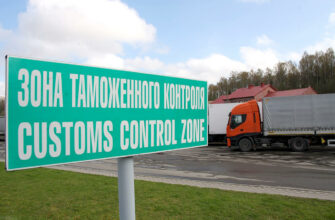 ЗОНА ТАМОЖЕННОГО КОНТРОЛЯ
CUSTOMS CONTROL ZONE